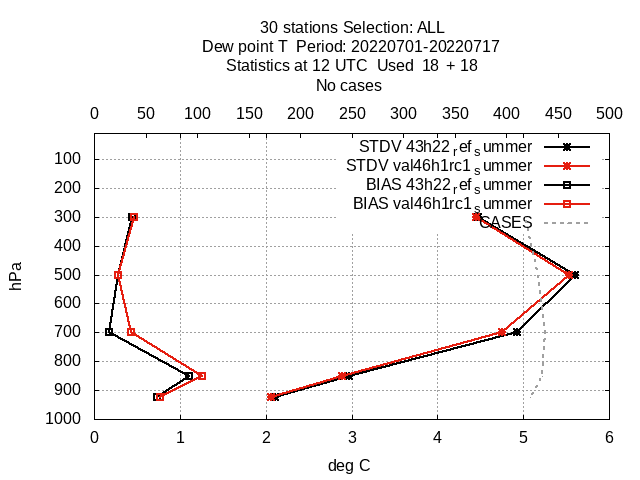 30 stations Selection: ALL
Dew point T  Period: 20220701-20220717
Statistics at 12 UTC  Used  18  + 18
No cases
0 50 100 150 200 250 300 350 400 450 500
STDV 43h22_ref_summer
STDV val46h1rc1_summer
BIAS 43h22_ref_summer
BIAS val46h1rc1_summer
CASES
100
200
300
400
500
600
700
800
900
1000
hPa
0 1 2 3 4 5 6
deg C